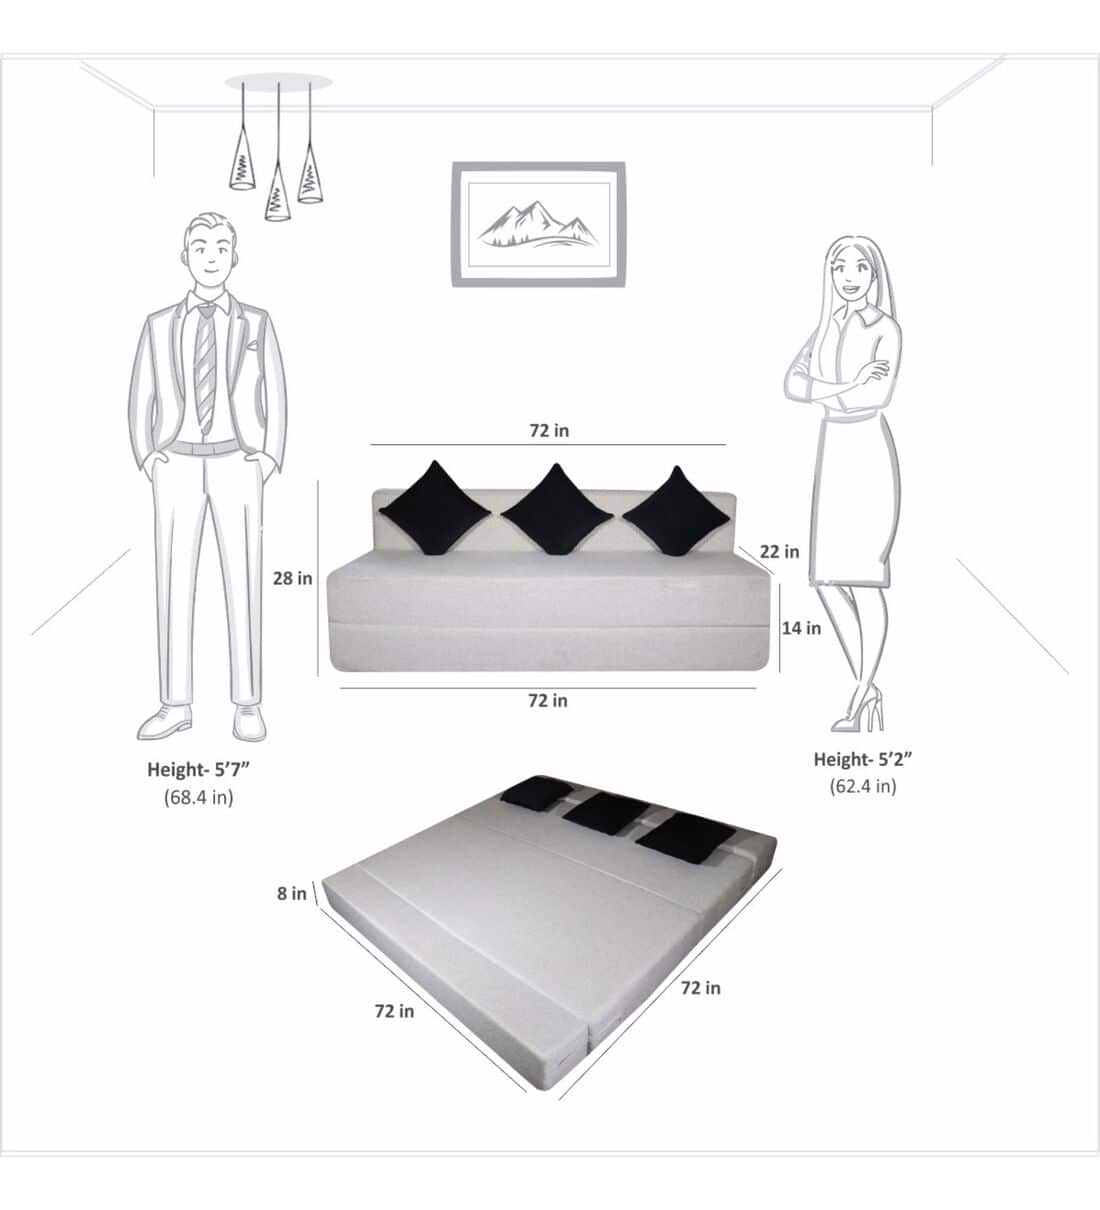 72 in
22 in
28 in
14 in
72 in
Height- 5’7”
(68.4 in)
Height- 5’2”
(62.4 in)
8 in
72 in
72 in